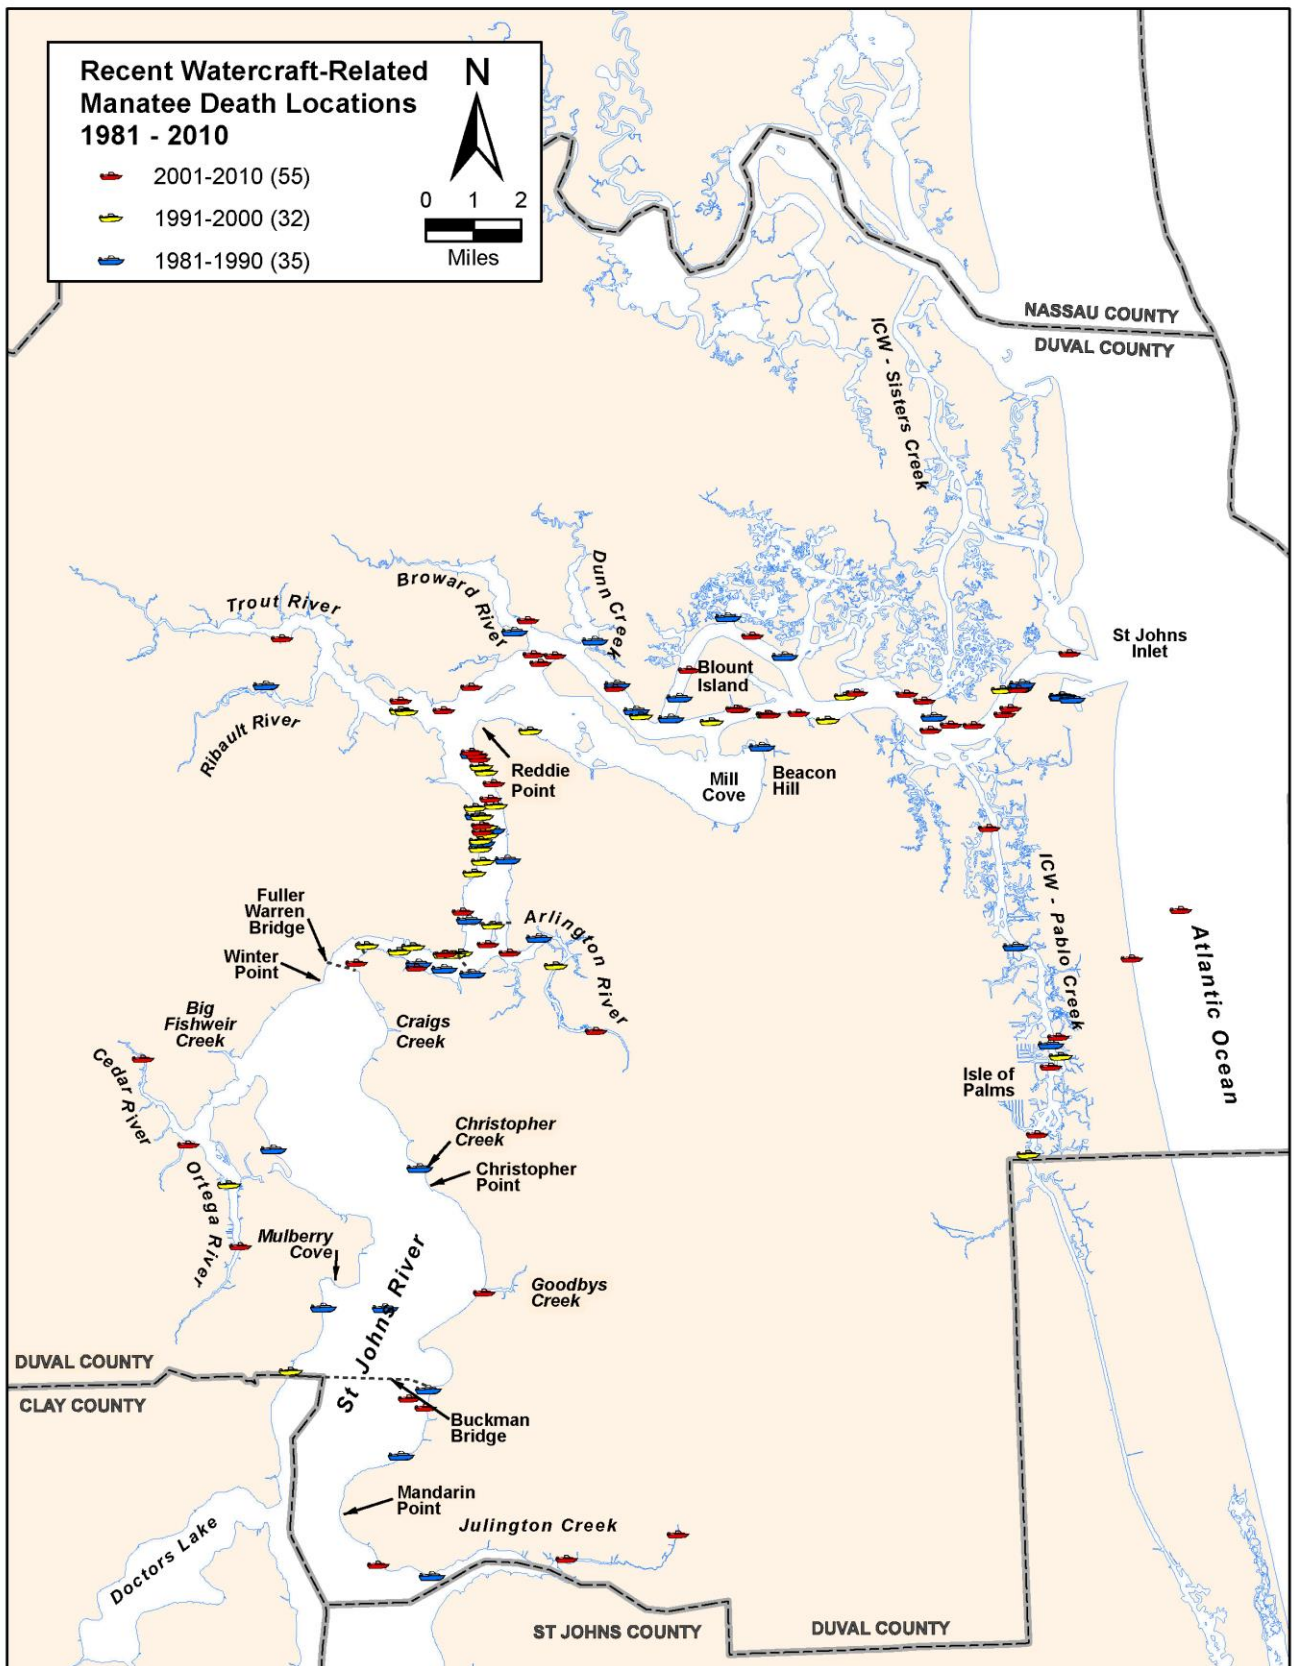 Recent Watercraft-Related
Manatee Death Locations
1981 - 2010
2001-2010 (55)
1991-2000 (32)
1981-1990 (35)
N
0 1 2
Miles
NASSAU COUNTY
DUVAL COUNTY
ICW - Sisters Creek
Trout River
Broward River
Dunn Creek
St Johns
Inlet
Blount
Island
Ribault River
Reddie
Point
Mill
Cove
Beacon
Hill
Fuller
Warren
Bridge
Winter
Point
Arlington River
ICW - Pablo Creek
Atlantic Ocean
Big
Fishweir
Creek
Craigs
Creek
Cedar River
Isle of
Palms
Christopher
Creek
Christopher
Point
Ortega River
Mulberry
Cove
St Johns River
Goodbys
Creek
DUVAL COUNTY
CLAY COUNTY
Buckman
Bridge
Mandarin
Point
Julington Creek
Doctors Lake
ST JOHNS COUNTY
DUVAL COUNTY